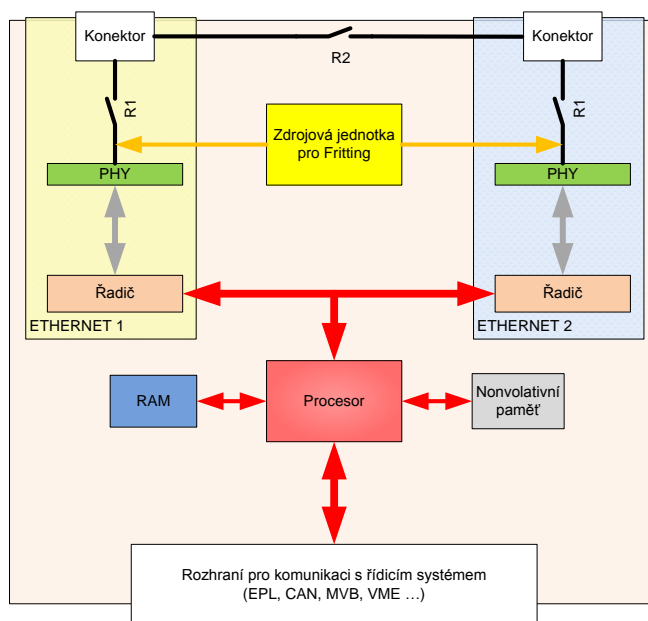 Konektor
Konektor
R2
R1
R1
Zdrojová jednotka
pro Fritting
PHY
PHY
Řadič
Řadič
ETHERNET 1
ETHERNET 2
RAM
Procesor
Nonvolativní
paměť
Rozhraní pro komunikaci s řídicím systémem
(EPL, CAN, MVB, VME ...)